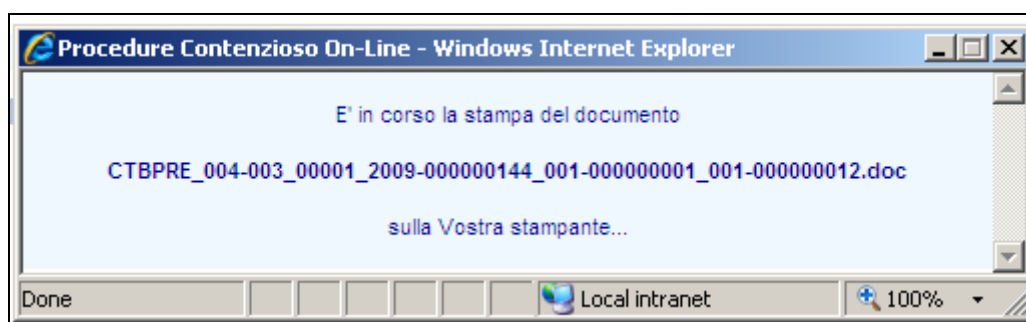 Procedure Contenzioso On-Line - Windows Internet Explorer
E' in corso la stampa del documento
CTBPRE_004-003_00001_2009-000000144_001-000000001_001-000000012.doc
sulla Vostra stampante...
Done Local intranet 100%